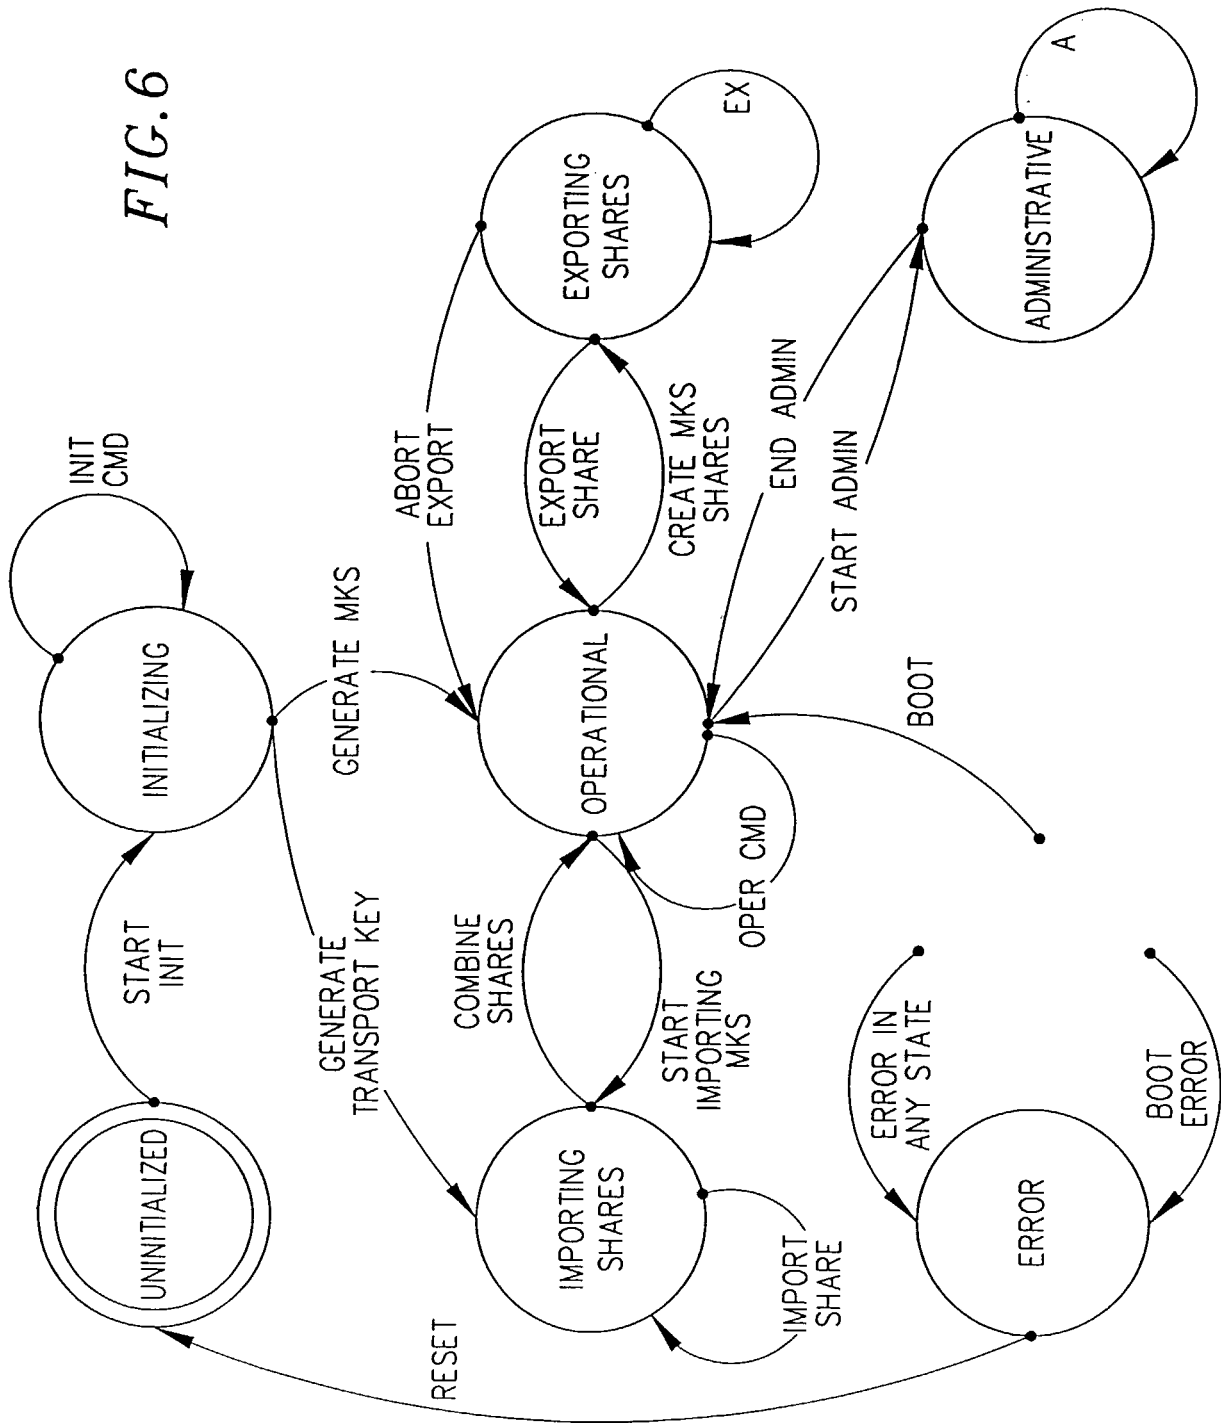 FIG. 6
UNINITIALIZED
START
INIT
INITIALIZING
INIT
CMD
GENERATE MKS
GENERATE
TRANSPORT KEY
RESET
IMPORTING
SHARES
COMBINE
SHARES
START
IMPORTING
MKS
IMPORT
SHARE
OPERATIONAL
OPER CMD
ABORT
EXPORT
EXPORT
SHARE
CREATE MKS
SHARES
EXPORTING
SHARES
EX
ERROR
ERROR IN
ANY STATE
BOOT
ERROR
BOOT
END ADMIN
START ADMIN
ADMINISTRATIVE
A